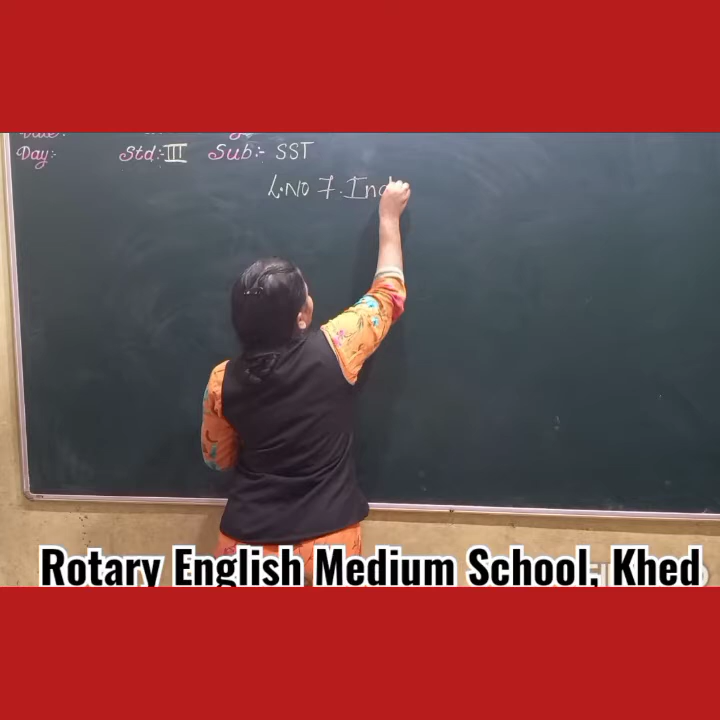 Day:- Std:- III Sub:- SST
L.No 7. Ind
Rotary English Medium School, Khed